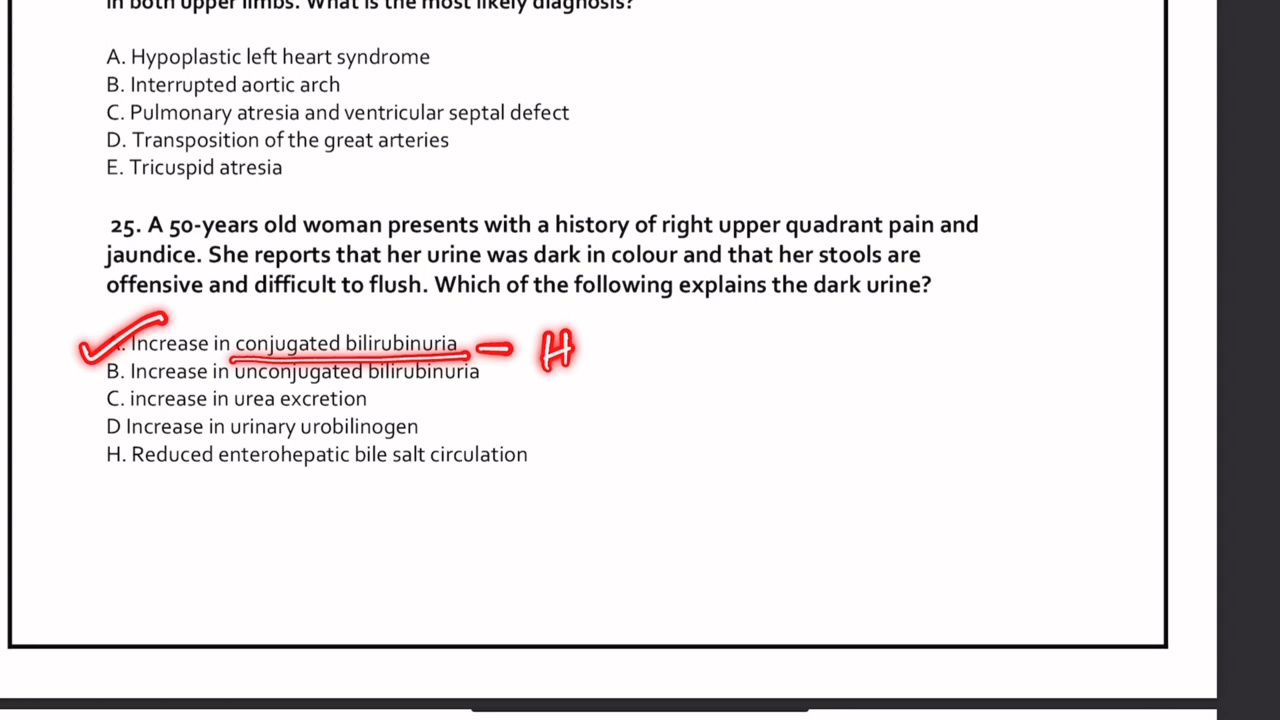 in both upper limbs. What is the most likely diagnosis?
A. Hypoplastic left heart syndrome
B. Interrupted aortic arch
C. Pulmonary atresia and ventricular septal defect
D. Transposition of the great arteries
E. Tricuspid atresia
25. A 50-years old woman presents with a history of right upper quadrant pain and
jaundice. She reports that her urine was dark in colour and that her stools are
offensive and difficult to flush. Which of the following explains the dark urine?
. Increase in conjugated bilirubinuria – H
B. Increase in unconjugated bilirubinuria
C. increase in urea excretion
D Increase in urinary urobilinogen
H. Reduced enterohepatic bile salt circulation